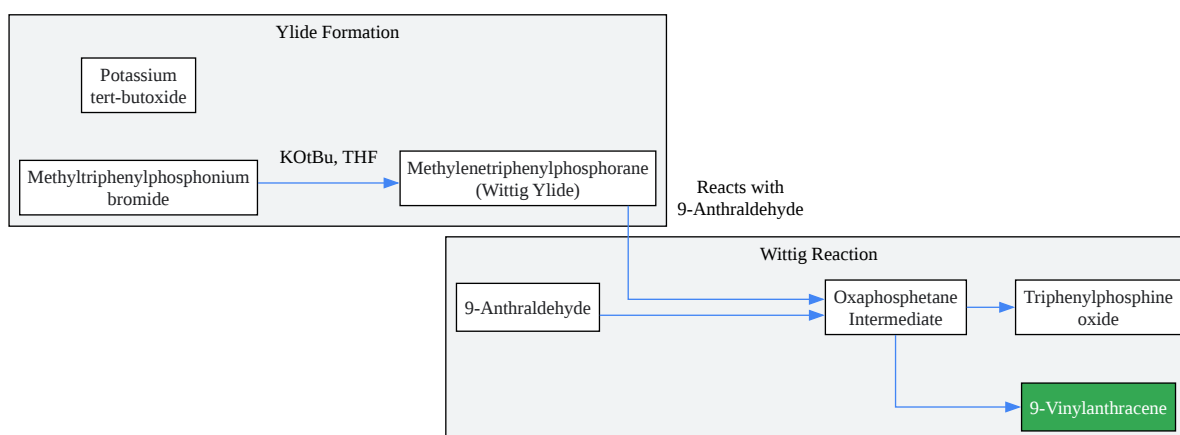 Ylide Formation
Potassium
tert-butoxide
KOtBu, THF
Methyltriphenylphosphonium
bromide
Methylenetriphenylphosphorane
(Wittig Ylide)
Reacts with
9-Anthraldehyde
Wittig Reaction
9-Anthraldehyde
Oxaphosphetane
Intermediate
Triphenylphosphine
oxide
9-Vinylanthracene